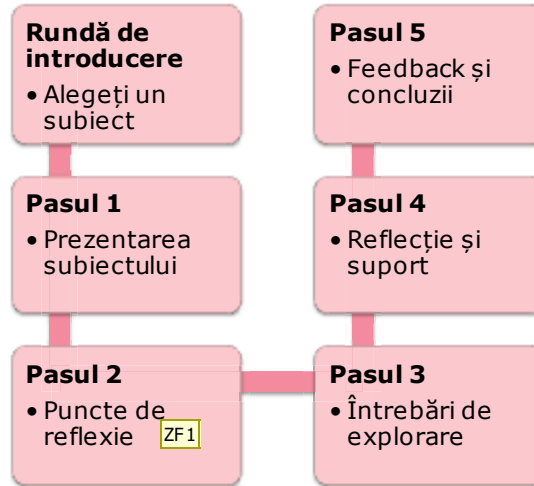 Rundă de
introducere
• Alegeți un
subiect
Pasul 1
• Prezentarea
subiectului
Pasul 2
• Puncte de
reflexie ZF1
Pasul 3
• Întrebări de
explorare
Pasul 4
• Reflecție și
suport
Pasul 5
• Feedback și
concluzii